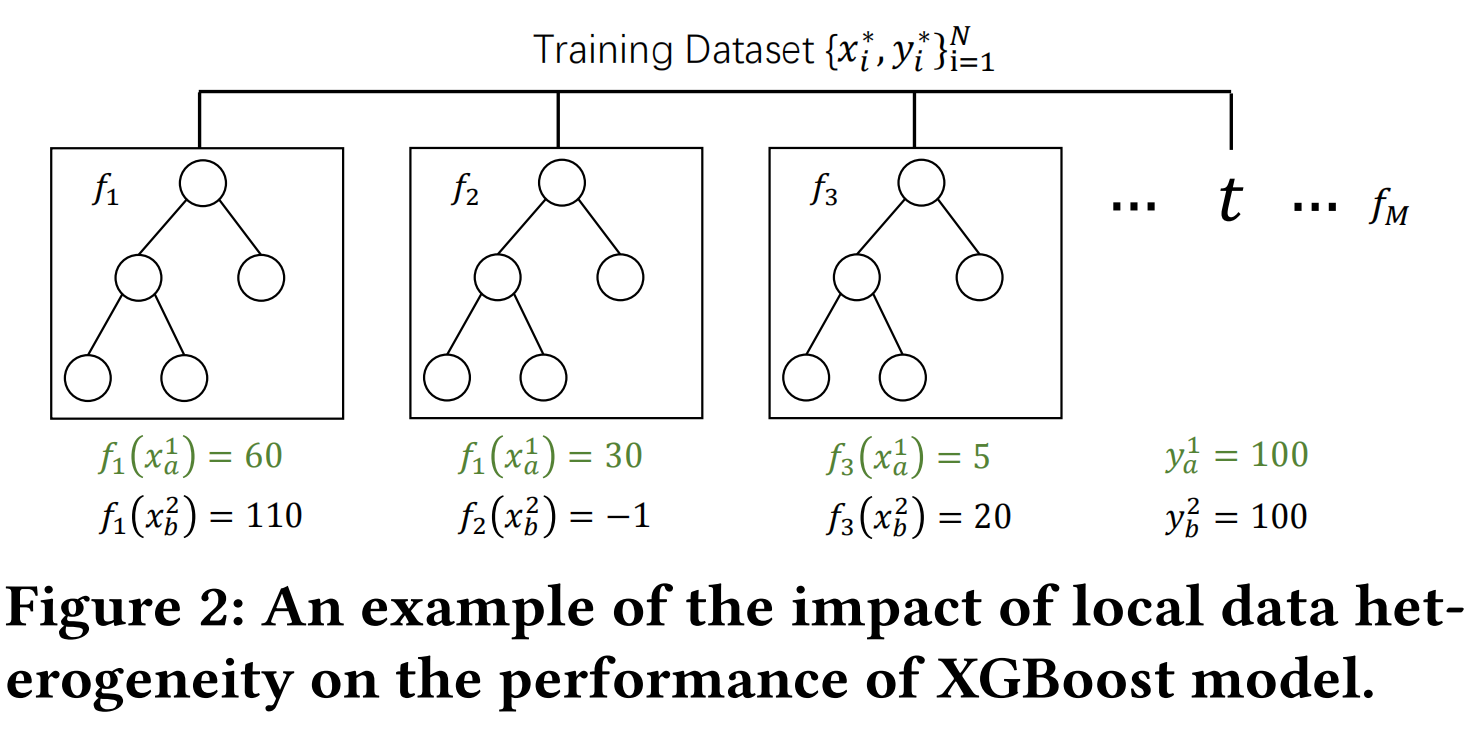 Training Dataset {x_i^*, y_i^*}_{i=1}^N
f_1
f_2
f_3
... t ... f_M
f_1(x_a^1) = 60
f_1(x_a^1) = 30
f_3(x_a^1) = 5
y_a^1 = 100
f_1(x_b^2) = 110
f_2(x_b^2) = −1
f_3(x_b^2) = 20
y_b^2 = 100
Figure 2: An example of the impact of local data het-
erogeneity on the performance of XGBoost model.